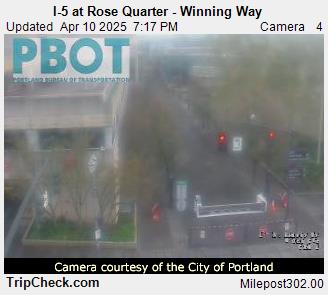 I-5 at Rose Quarter - Winning Way
Updated Apr 10 2025 7:17 PM Camera 4
PBOT
PORTLAND BUREAU OF TRANSPORTATION
Camera courtesy of the City of Portland
TripCheck.com Milepost302.00